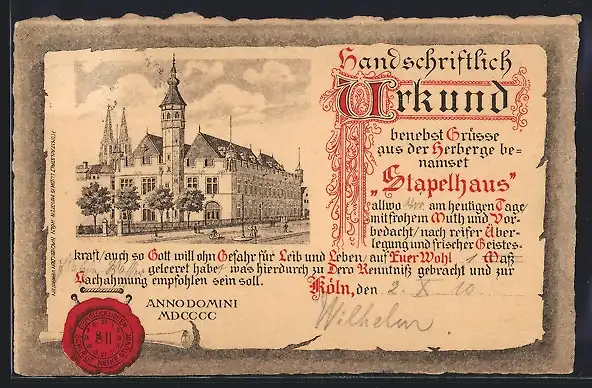 Handschriftlich
Urkund
benebst Grüsse
aus der Herberge be-
namset
„Stapelhaus"
allwo am heutigen Tage
mit frohem Muth und Vor-
bedacht / nach reifer Über-
legung und frischer Geistes-
kraft / auch so Gott will ohn Gefahr für Leib und Leben / auf Euer Wohl 1 Maß
geleeret habe / was hierdurch zu Dero Kenntniß gebracht und zur
Nachahmung empfohlen sein soll.
Köln, den 2. X. 10.
ANNO DOMINI
MDCCCC
Wilhelm